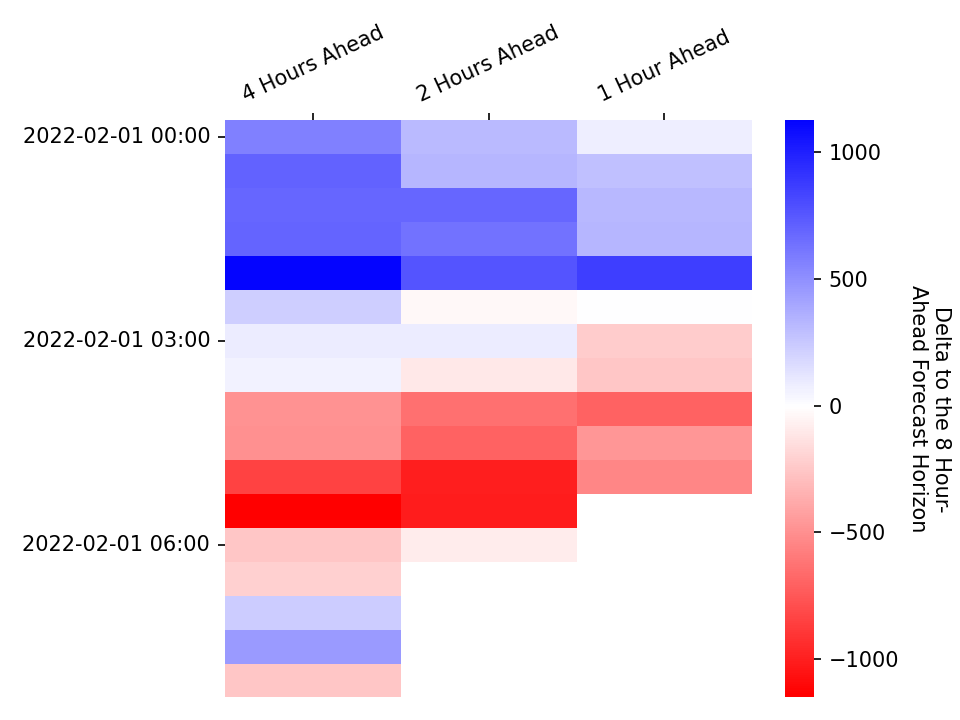 4 Hours Ahead
2 Hours Ahead
1 Hour Ahead
2022-02-01 00:00
2022-02-01 03:00
2022-02-01 06:00
1000
500
0
−500
−1000
Delta to the 8 Hour-
Ahead Forecast Horizon